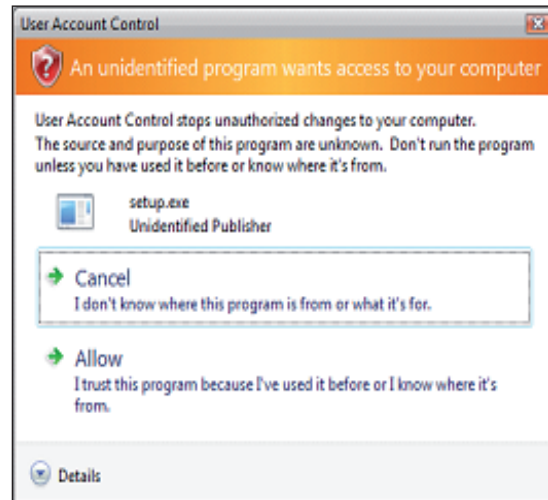 User Account Control
An unidentified program wants access to your computer
User Account Control stops unauthorized changes to your computer.
The source and purpose of this program are unknown. Don't run the program
unless you have used it before or know where it's from.
setup.exe
Unidentified Publisher
Cancel
I don't know where this program is from or what it's for.
Allow
I trust this program because I've used it before or I know where it's
from.
Details